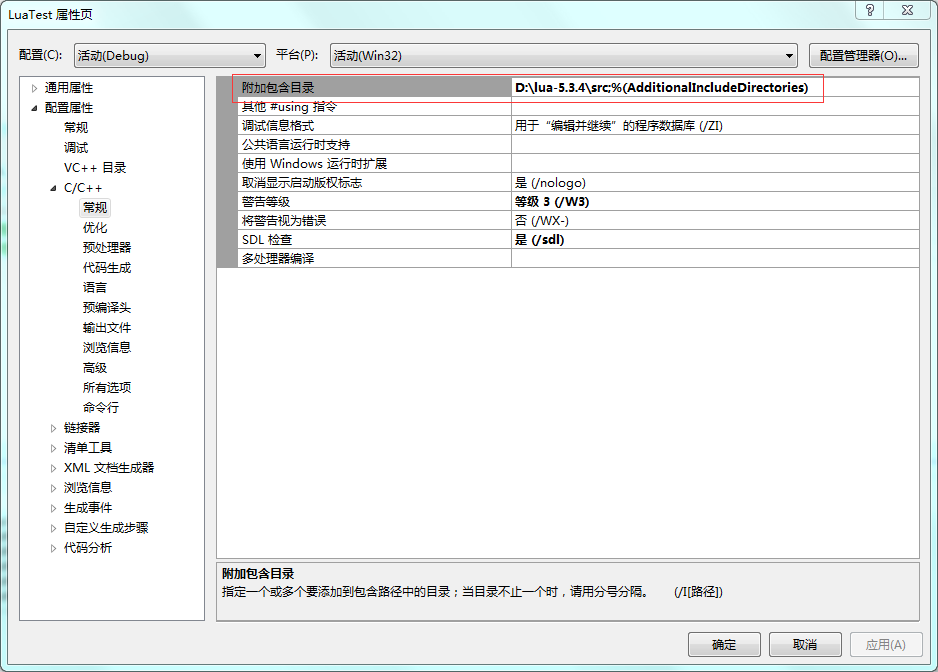 LuaTest 属性页
配置(C): 活动(Debug) 平台(P): 活动(Win32) 配置管理器(O)...
通用属性
配置属性
常规
调试
VC++ 目录
C/C++
常规
优化
预处理器
代码生成
语言
预编译头
输出文件
浏览信息
高级
所有选项
命令行
链接器
清单工具
XML 文档生成器
浏览信息
生成事件
自定义生成步骤
代码分析
附加包含目录 D:\lua-5.3.4\src;%(AdditionalIncludeDirectories)
其他 #using 指令
调试信息格式 用于“编辑并继续”的程序数据库 (/ZI)
公共语言运行时支持
使用 Windows 运行时扩展
取消显示启动版权标志 是 (/nologo)
警告等级 等级 3 (/W3)
将警告视为错误 否 (/WX-)
SDL 检查 是 (/sdl)
多处理器编译
附加包含目录
指定一个或多个要添加到包含路径中的目录；当目录不止一个时，请用分号分隔。 (/I[路径])
确定 取消 应用(A)